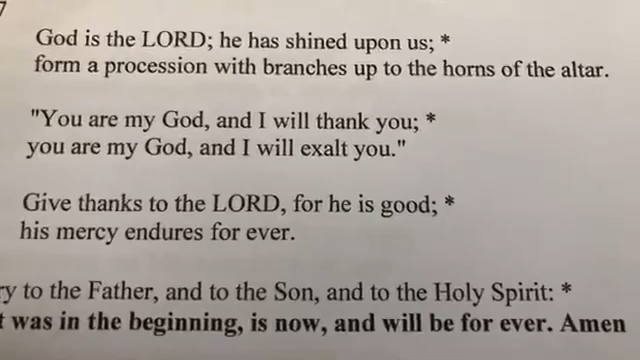 7
God is the LORD; he has shined upon us; *
form a procession with branches up to the horns of the altar.
"You are my God, and I will thank you; *
you are my God, and I will exalt you."
Give thanks to the LORD, for he is good; *
his mercy endures for ever.
ry to the Father, and to the Son, and to the Holy Spirit: *
t was in the beginning, is now, and will be for ever. Amen